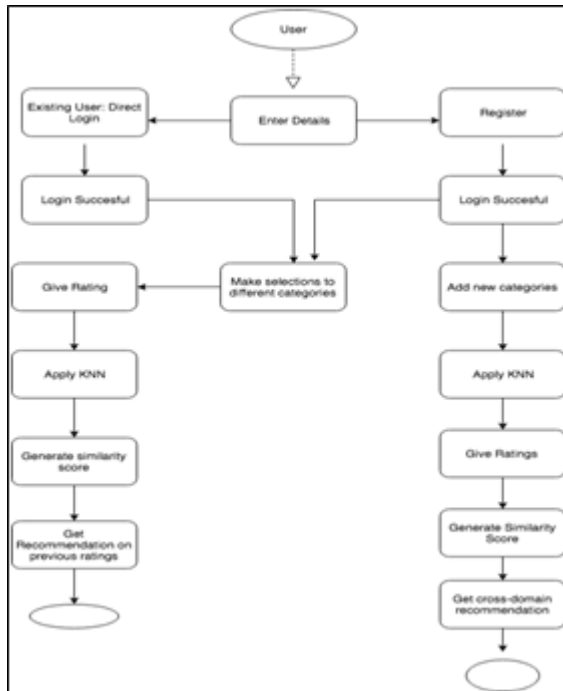 User
Existing User: Direct
Login
Enter Details
Register
Login Succesful
Login Succesful
Give Rating
Make selections to
different categories
Add new categories
Apply KNN
Apply KNN
Generate similarity
score
Give Ratings
Get
Recommendation on
previous ratings
Generate Similarity
Score
Get cross-domain
recommendation